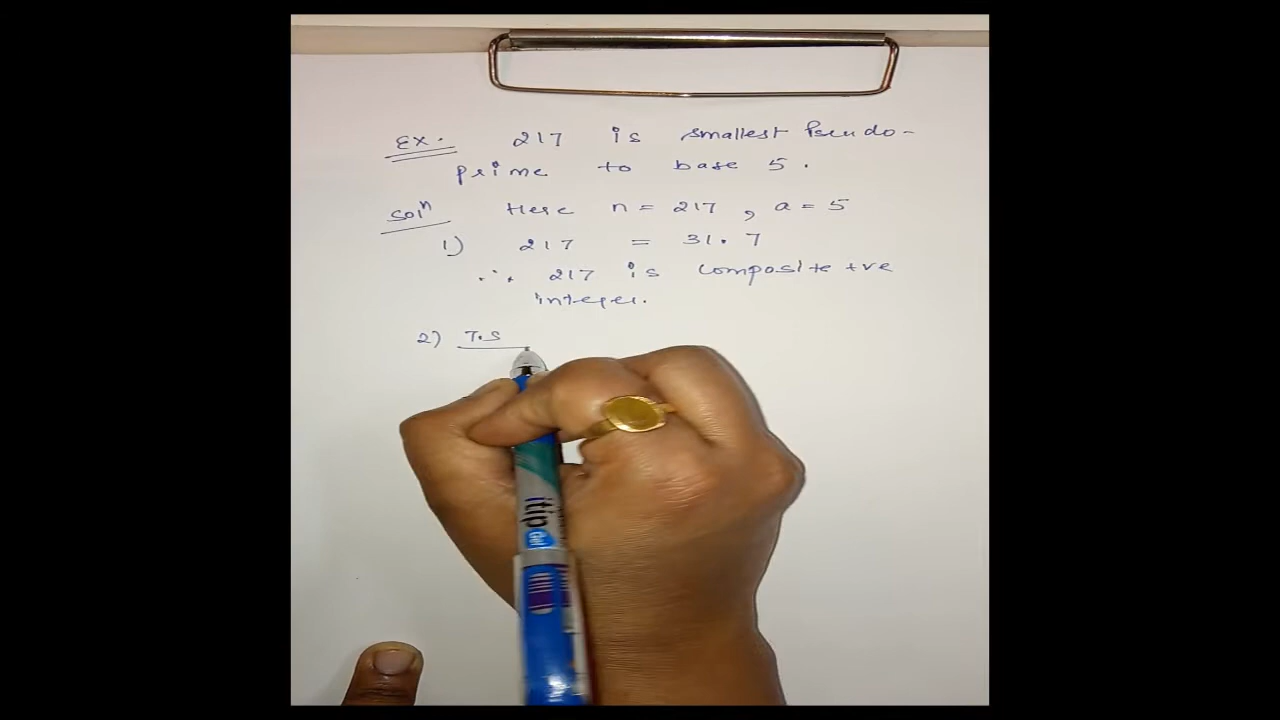 Ex. 217 is smallest Pseudo-
prime to base 5.
Solⁿ Here n = 217, a = 5
1) 217 = 31. 7
∴ 217 is composite +ve
integer.
2) T.S
itip
Gel